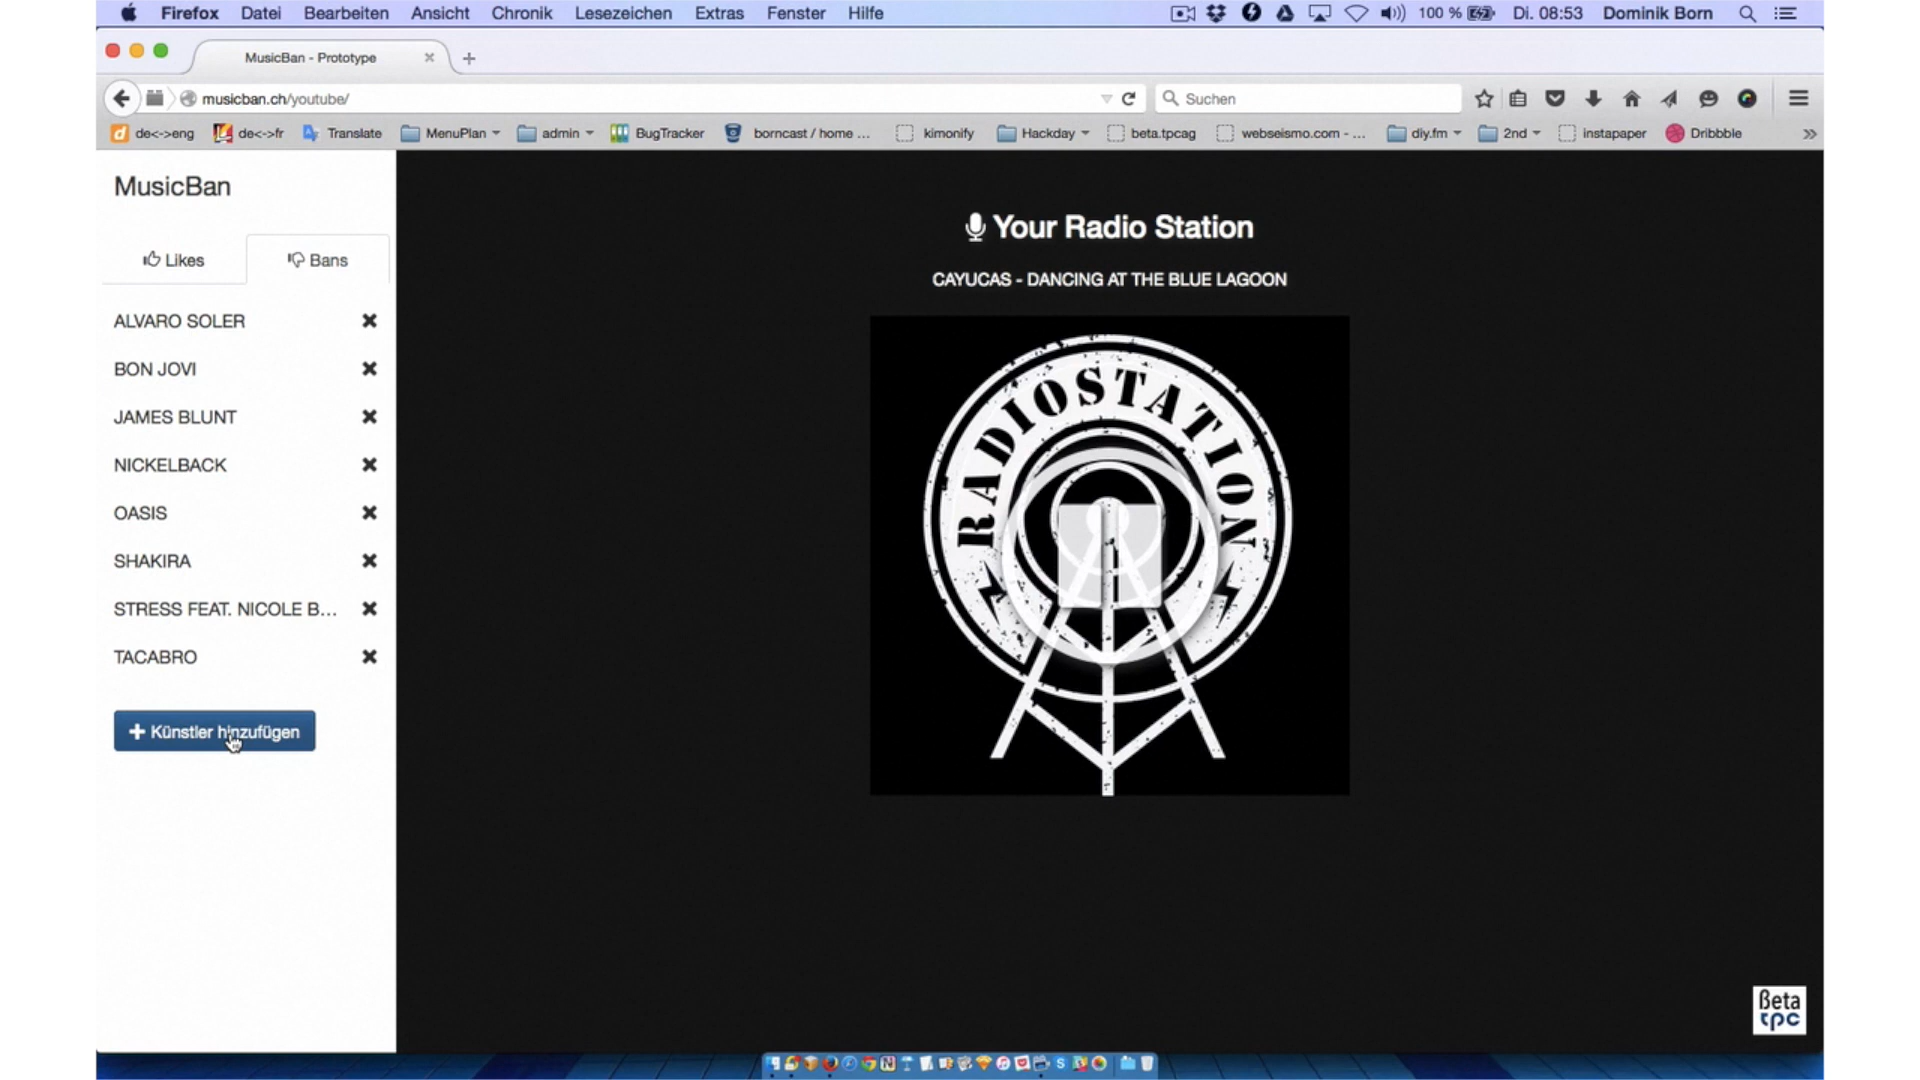 Firefox Datei Bearbeiten Ansicht Chronik Lesezeichen Extras Fenster Hilfe 100 % Di. 08:53 Dominik Born
MusicBan - Prototype
musicban.ch/youtube/ Suchen
de<->eng de<->fr Translate MenuPlan admin BugTracker borncast / home ... kimonify Hackday beta.tpcag webseismo.com - ... diy.fm 2nd instapaper Dribbble
MusicBan
Likes Bans
ALVARO SOLER
BON JOVI
JAMES BLUNT
NICKELBACK
OASIS
SHAKIRA
STRESS FEAT. NICOLE B...
TACABRO
Künstler hinzufügen
Your Radio Station
CAYUCAS - DANCING AT THE BLUE LAGOON
RADIOSTATION
βeta
tpc